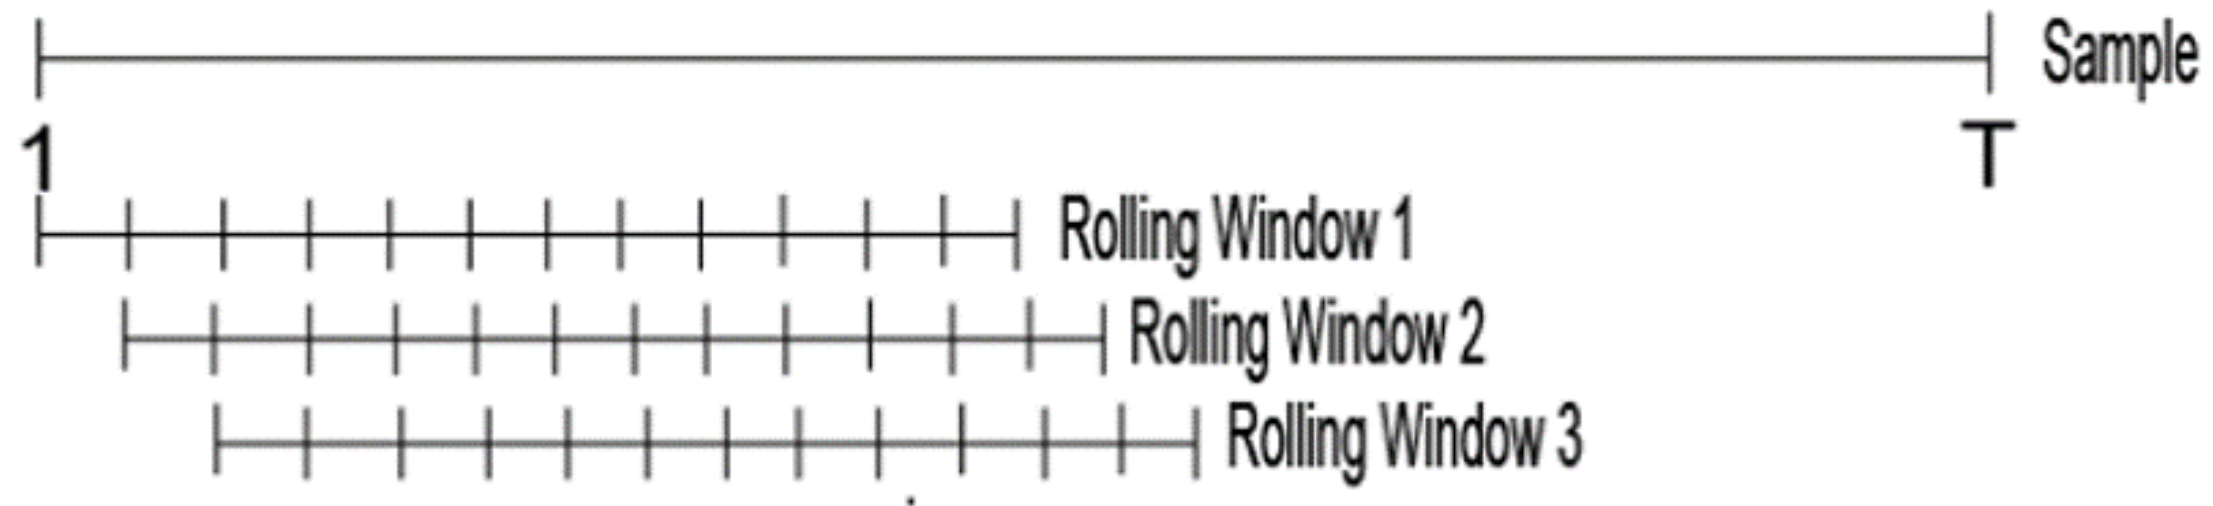 Sample
1 T
Rolling Window 1
Rolling Window 2
Rolling Window 3